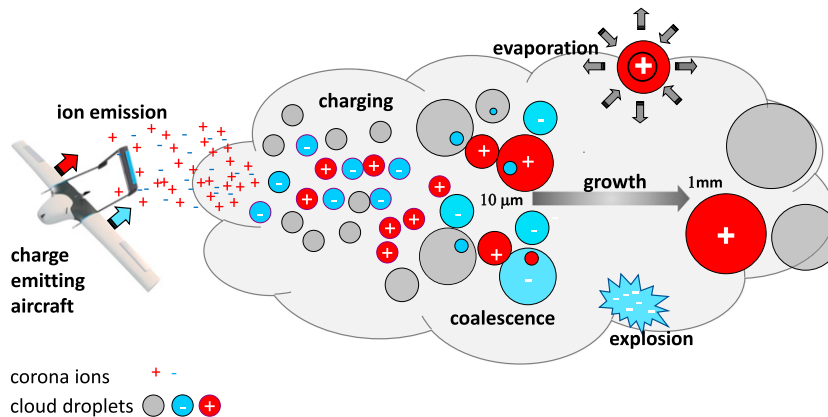 evaporation
ion emission
charging
growth
10 µm
1mm
charge
emitting
aircraft
coalescence
explosion
corona ions + -
cloud droplets - +